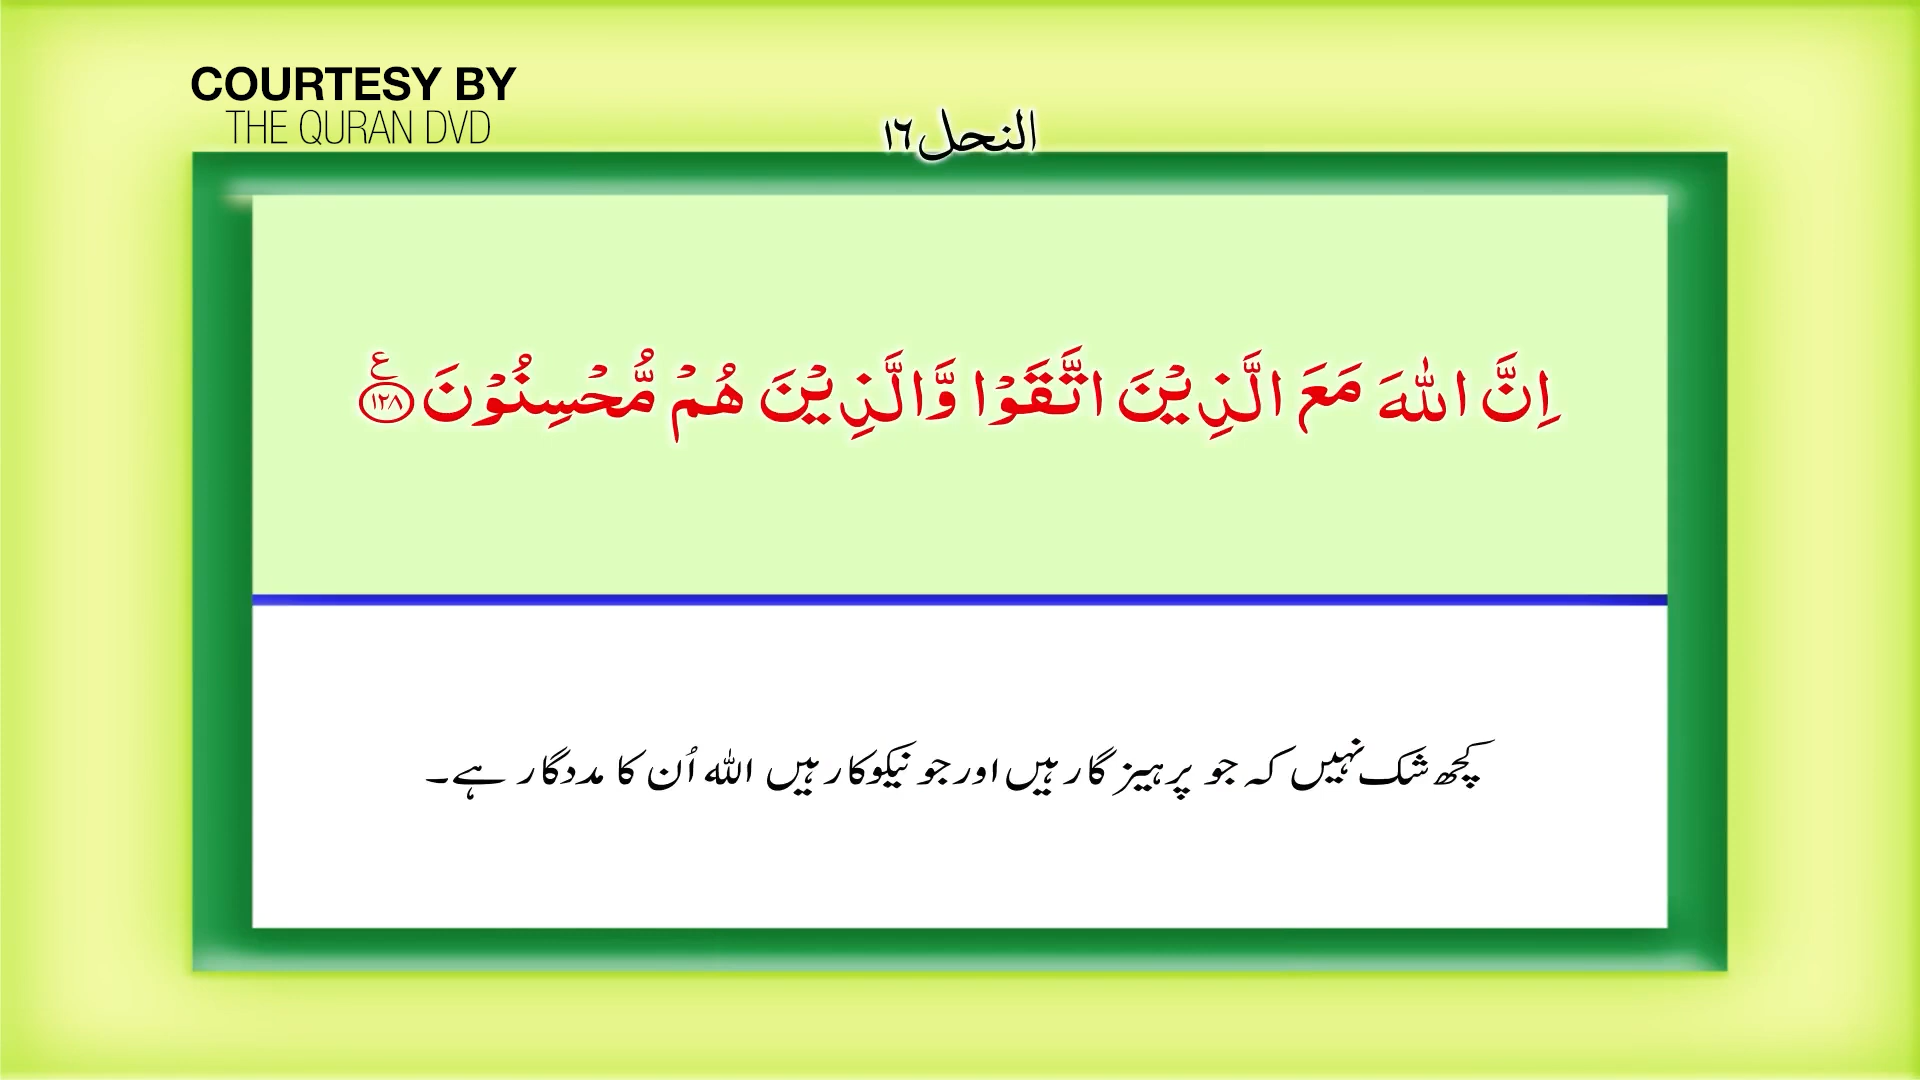 COURTESY BY
THE QURAN DVD
النحل ١٦
اِنَّ اللّٰهَ مَعَ الَّذِيْنَ اتَّقَوْا وَّالَّذِيْنَ هُمْ مُّحْسِنُوْنَ ﴿١٢٨﴾ ع
کچھ شک نہیں کہ جو پرہیز گار ہیں اور جو نیکوکار ہیں اللہ اُن کا مددگار ہے۔